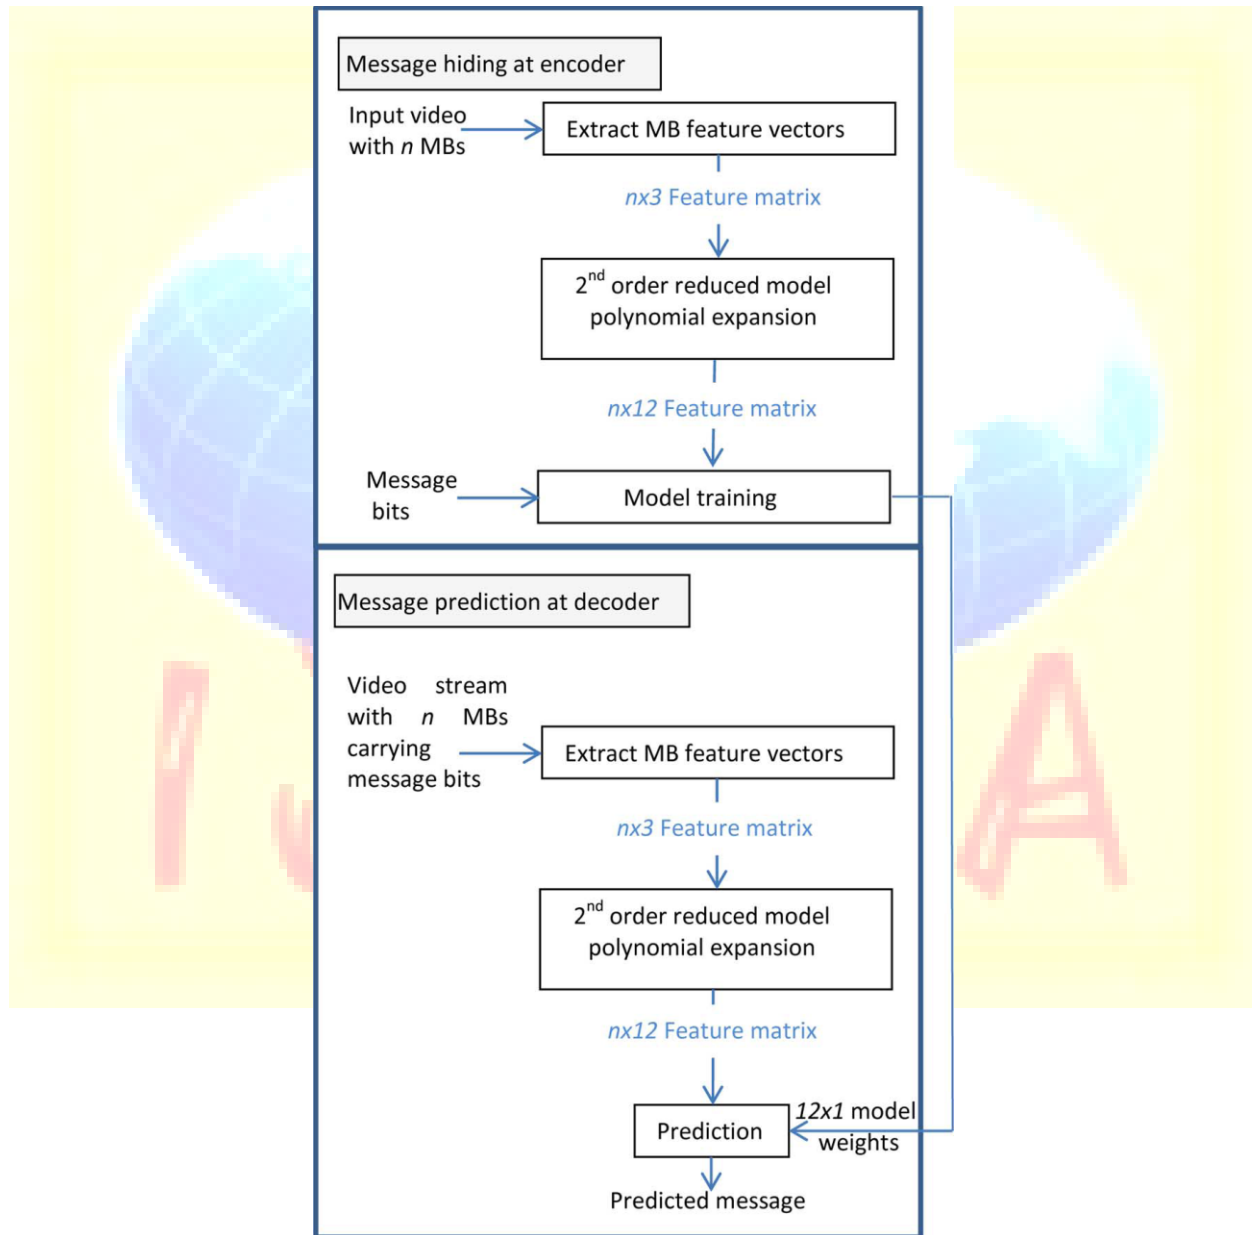 Message hiding at encoder
Input video
with n MBs
Extract MB feature vectors
nx3 Feature matrix
2nd order reduced model
polynomial expansion
nx12 Feature matrix
Message
bits
Model training
Message prediction at decoder
Video stream
with n MBs
carrying
message bits
Extract MB feature vectors
nx3 Feature matrix
2nd order reduced model
polynomial expansion
nx12 Feature matrix
12x1 model
weights
Prediction
Predicted message